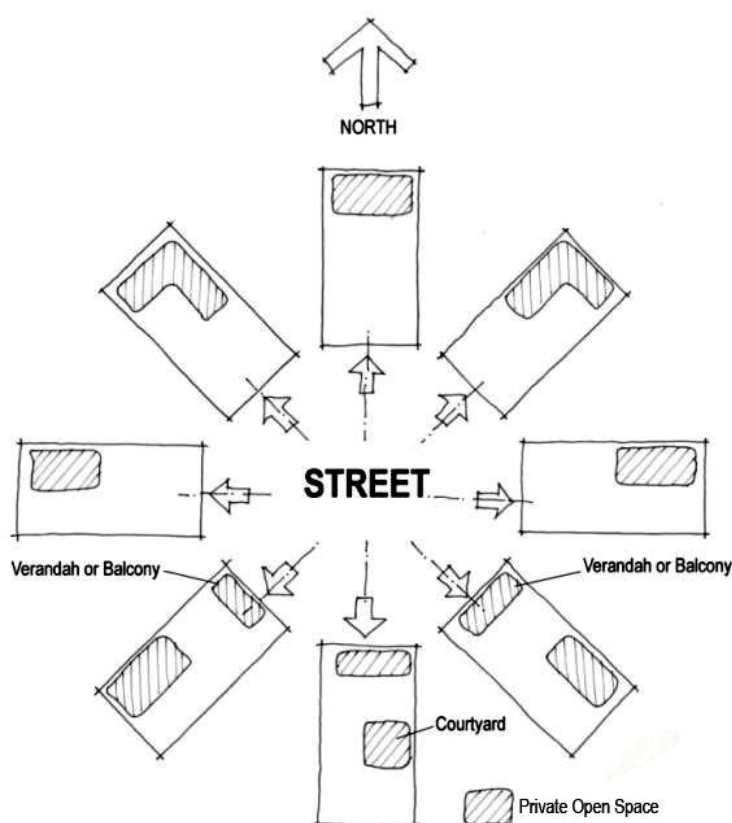 NORTH
STREET
Verandah or Balcony
Verandah or Balcony
Courtyard
Private Open Space